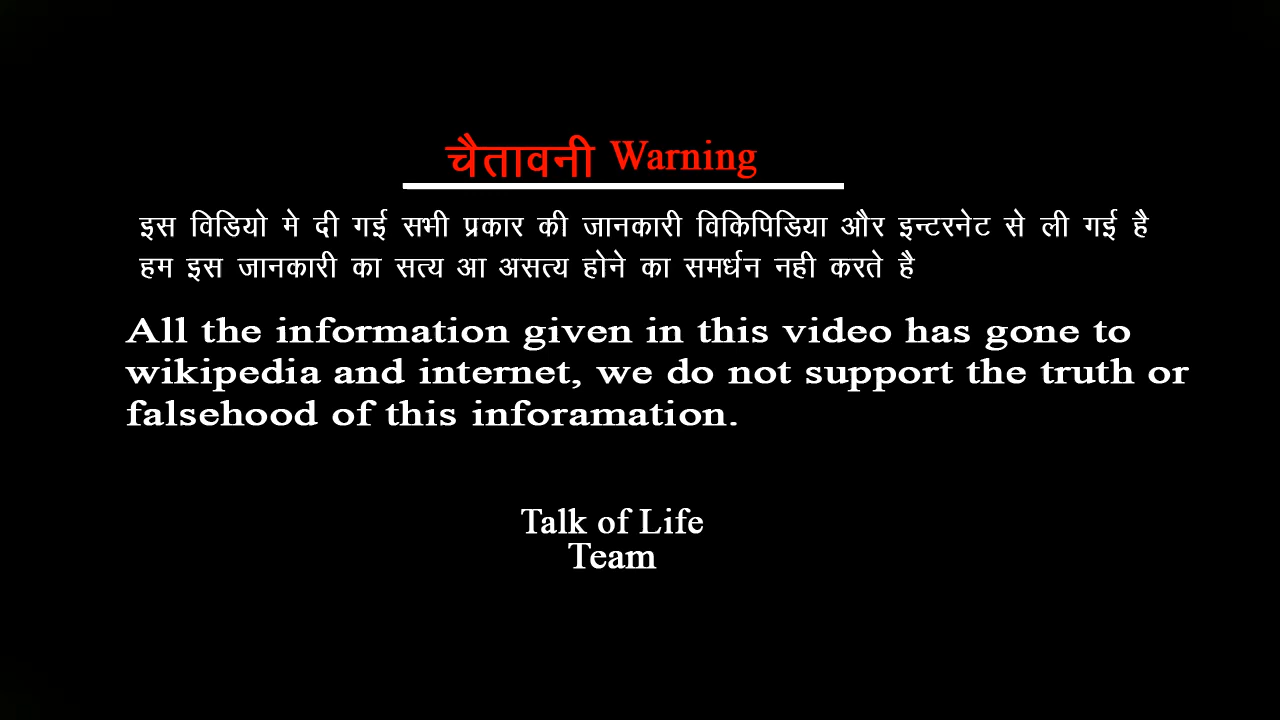 चैतावनी Warning
इस विडियो मे दी गई सभी प्रकार की जानकारी विकिपिडिया और इन्टरनेट से ली गई है
हम इस जानकारी का सत्य आ असत्य होने का समर्धन नही करते है
All the information given in this video has gone to
wikipedia and internet, we do not support the truth or
falsehood of this inforamation.
Talk of Life
Team